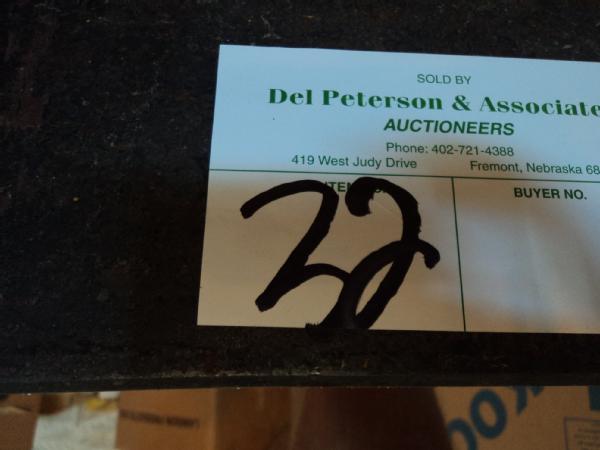 SOLD BY
Del Peterson & Associate
AUCTIONEERS
Phone: 402-721-4388
419 West Judy Drive Fremont, Nebraska 68
BUYER NO.
22